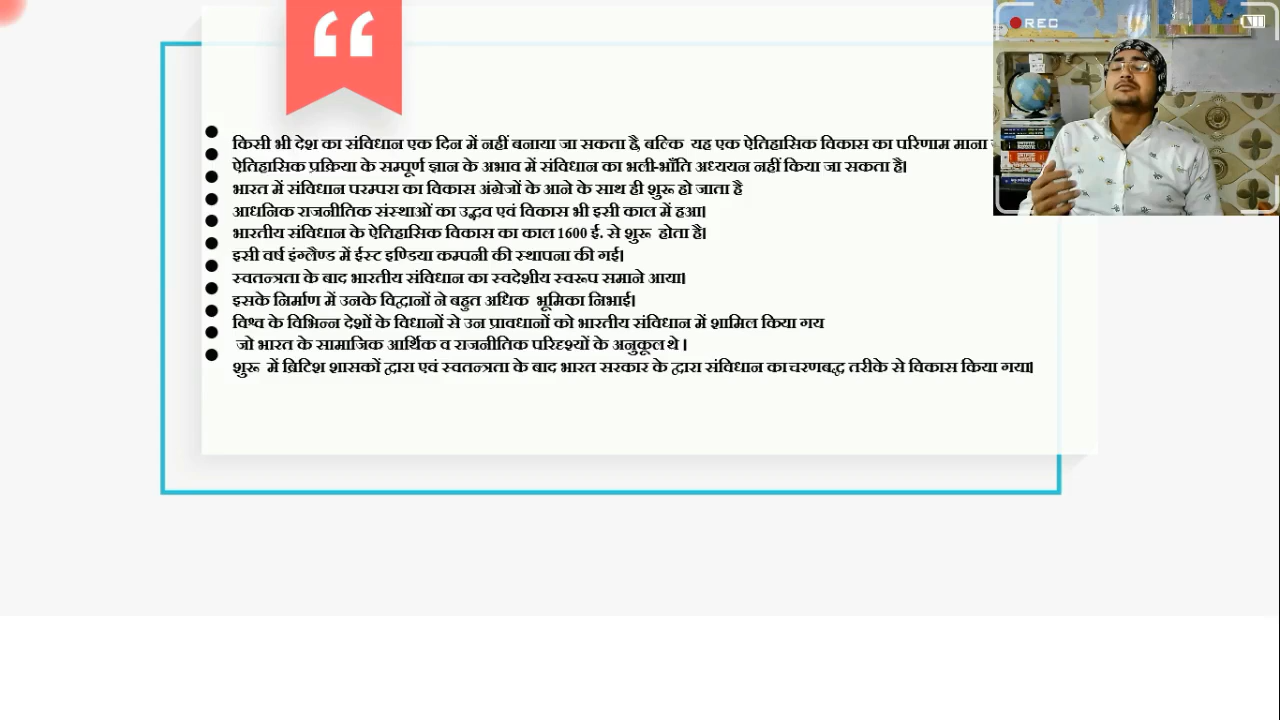 REC
किसी भी देश का संविधान एक दिन में नहीं बनाया जा सकता है, बल्कि यह एक ऐतिहासिक विकास का परिणाम माना
ऐतिहासिक प्रक्रिया के सम्पूर्ण ज्ञान के अभाव में संविधान का भली-भाँति अध्ययन नहीं किया जा सकता है।
भारत में संविधान परम्परा का विकास अंग्रेजों के आने के साथ ही शुरू हो जाता है
आधनिक राजनीतिक संस्थाओं का उद्भव एवं विकास भी इसी काल में हआ।
भारतीय संविधान के ऐतिहासिक विकास का काल 1600 ई. से शुरू होता है।
इसी वर्ष इंग्लैण्ड में ईस्ट इण्डिया कम्पनी की स्थापना की गई।
स्वतन्त्रता के बाद भारतीय संविधान का स्वदेशीय स्वरूप समाने आया।
इसके निर्माण में उनके विद्वानों ने बहुत अधिक भूमिका निभाई।
विश्व के विभिन्न देशों के विधानों से उन प्रावधानों को भारतीय संविधान में शामिल किया गय
जो भारत के सामाजिक आर्थिक व राजनीतिक परिदृश्यों के अनुकूल थे ।
शुरू में ब्रिटिश शासकों द्वारा एवं स्वतन्त्रता के बाद भारत सरकार के द्वारा संविधान का चरणबद्ध तरीके से विकास किया गया।